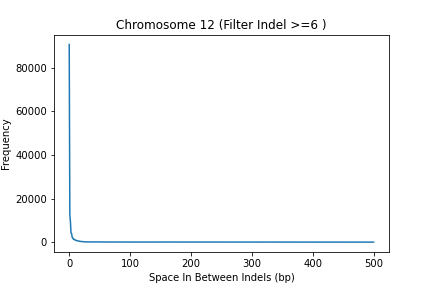 Chromosome 12 (Filter Indel >=6 )
80000
60000
40000
20000
0
Frequency
0 100 200 300 400 500
Space In Between Indels (bp)